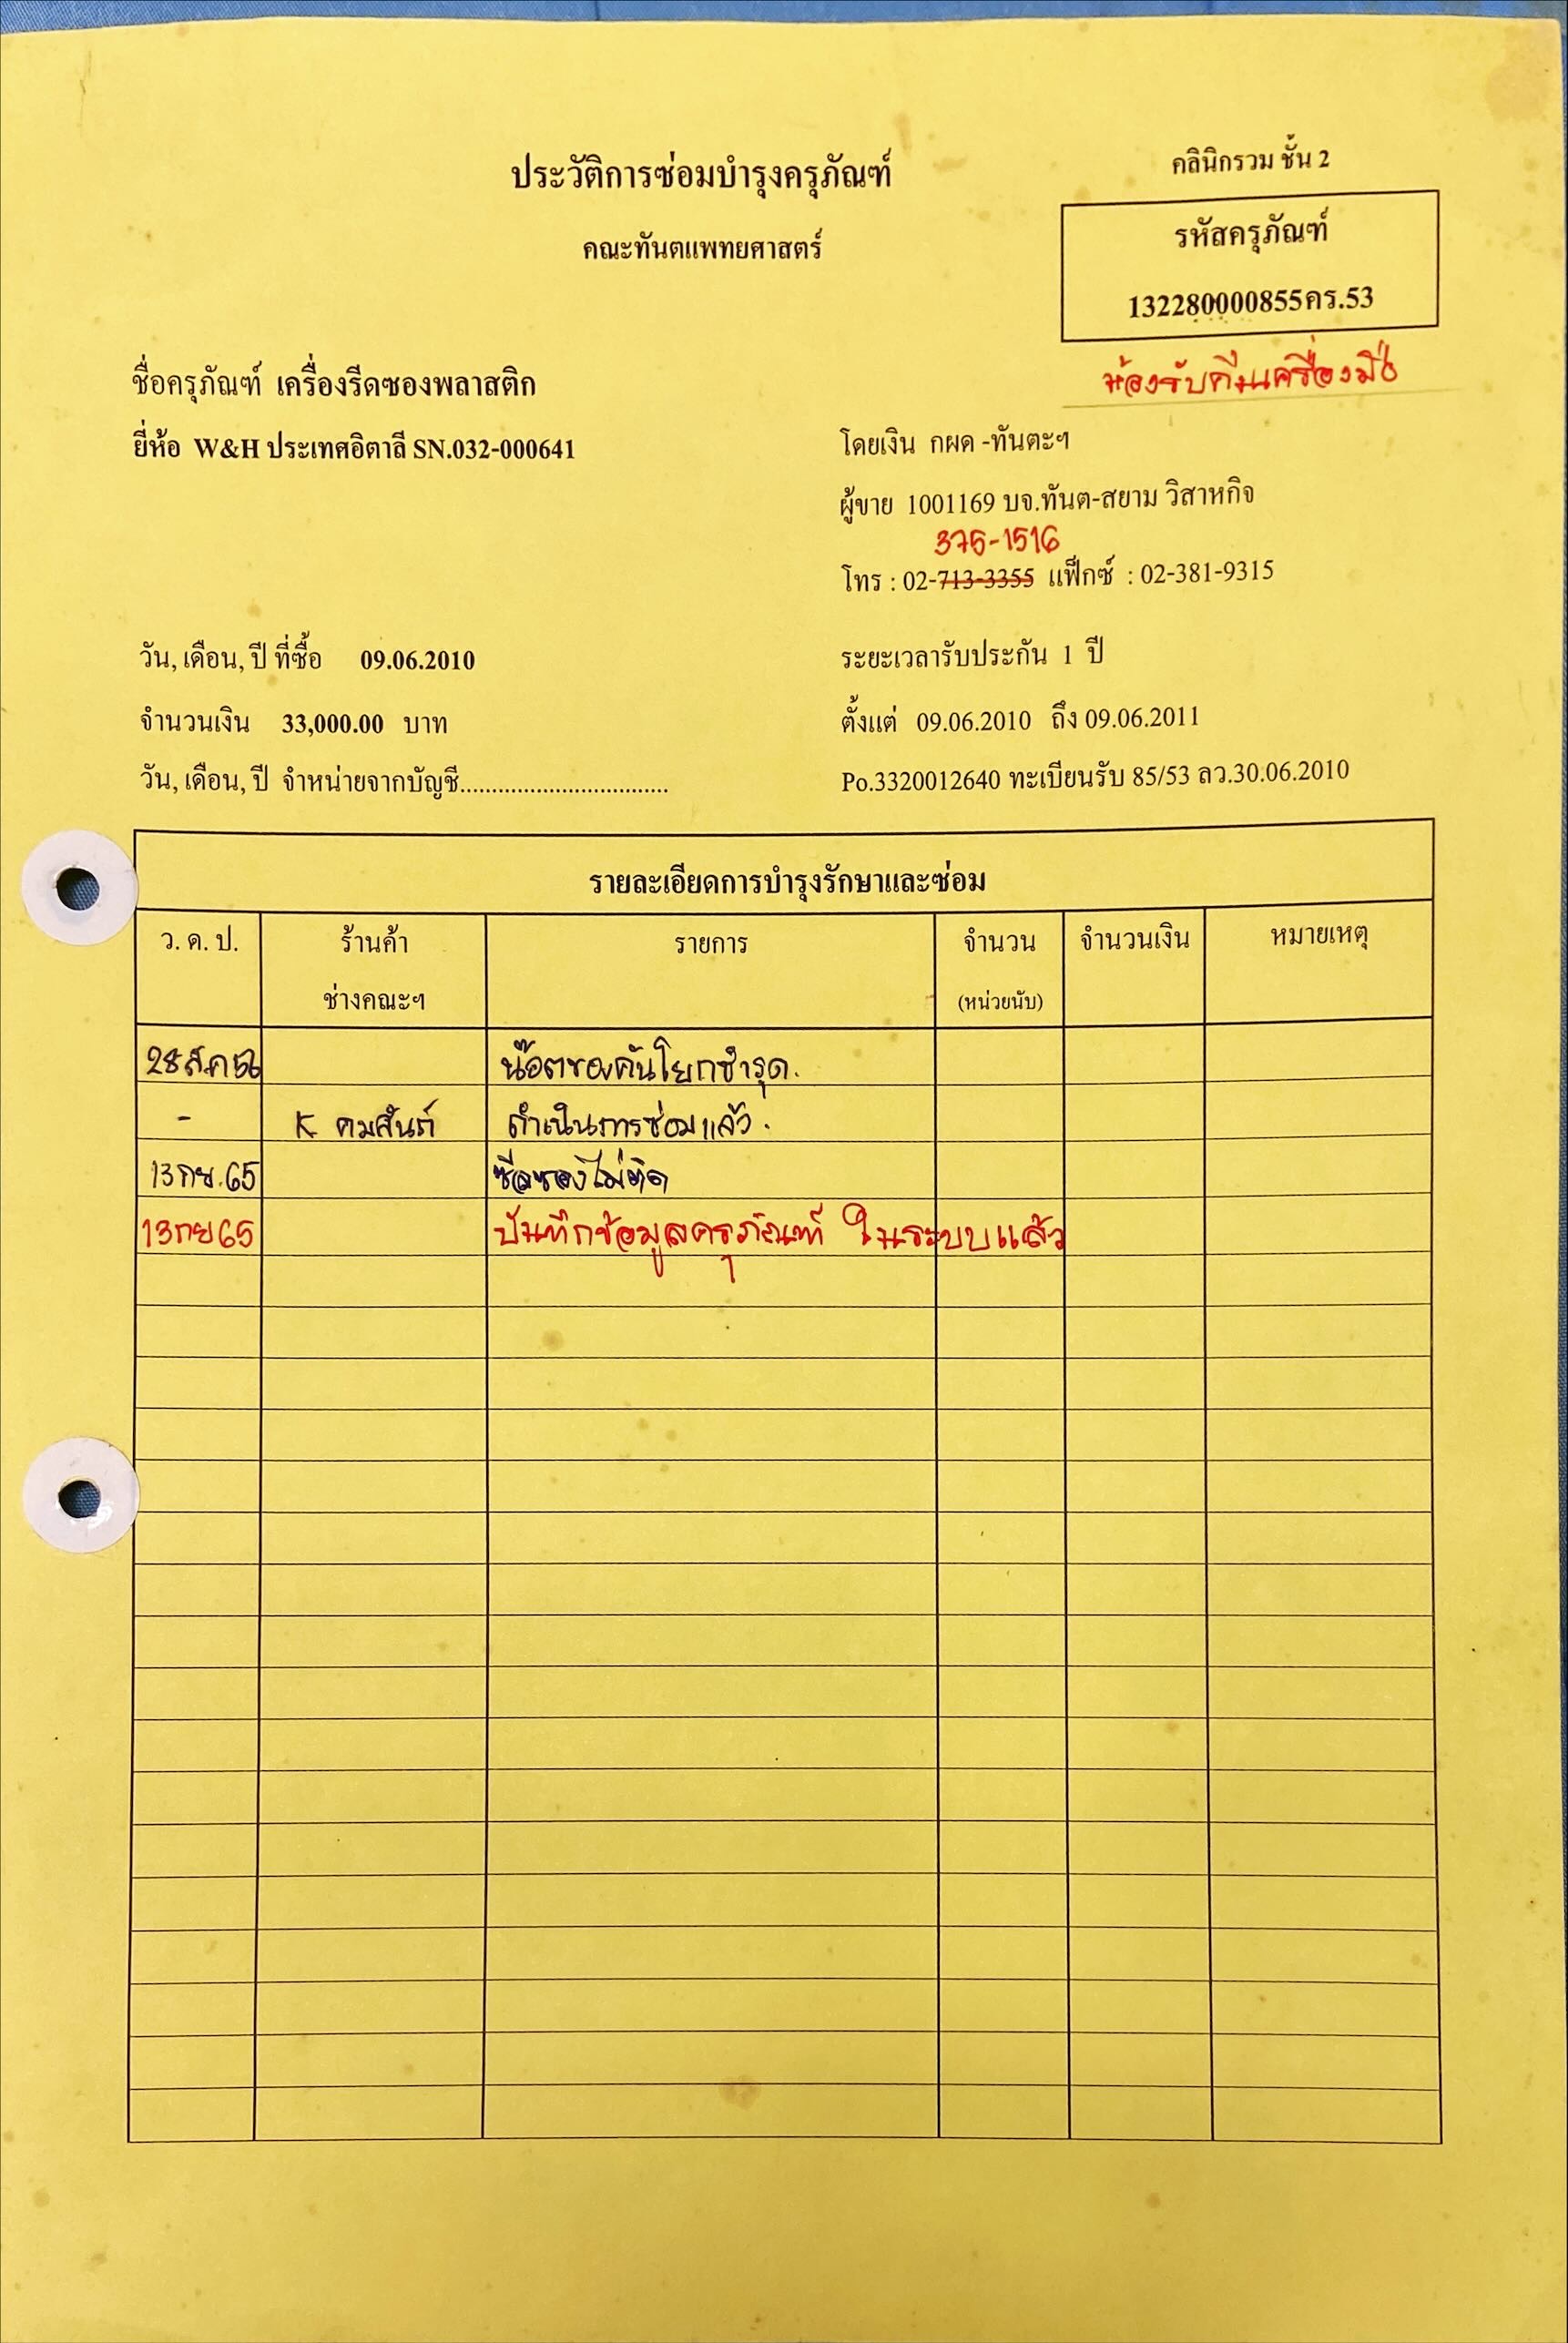 คลินิกรวม ชั้น 2
ประวัติการซ่อมบำรุงครุภัณฑ์
คณะทันตแพทยศาสตร์
รหัสครุภัณฑ์
132280000855คร.53
ห้องรับคืนเครื่องมือ
ชื่อครุภัณฑ์ เครื่องรีดซองพลาสติก
ยี่ห้อ W&H ประเทศอิตาลี SN.032-000641
โดยเงิน กผค -ทันตะฯ
ผู้ขาย 1001169 บจ.ทันต-สยาม วิสาหกิจ
375-1516
โทร : 02-713-3355 แฟ็กซ์ : 02-381-9315
วัน, เดือน, ปี ที่ซื้อ 09.06.2010
ระยะเวลารับประกัน 1 ปี
จำนวนเงิน 33,000.00 บาท
ตั้งแต่ 09.06.2010 ถึง 09.06.2011
วัน, เดือน, ปี จำหน่ายจากบัญชี.................................
Po.3320012640 ทะเบียนรับ 85/53 ลว.30.06.2010
รายละเอียดการบำรุงรักษาและซ่อม
ว. ด. ป. ร้านค้า รายการ จำนวน จำนวนเงิน หมายเหตุ
ช่างคณะฯ (หน่วยนับ)
28 ส.ค 56 น๊อตของคันโยกชำรุด.
- K คมสันต์ ดำเนินการซ่อมแล้ว.
13 กย. 65 ซีลซองไม่ติด
13 กย 65 บันทึกข้อมูลครุภัณฑ์ ในระบบแล้ว